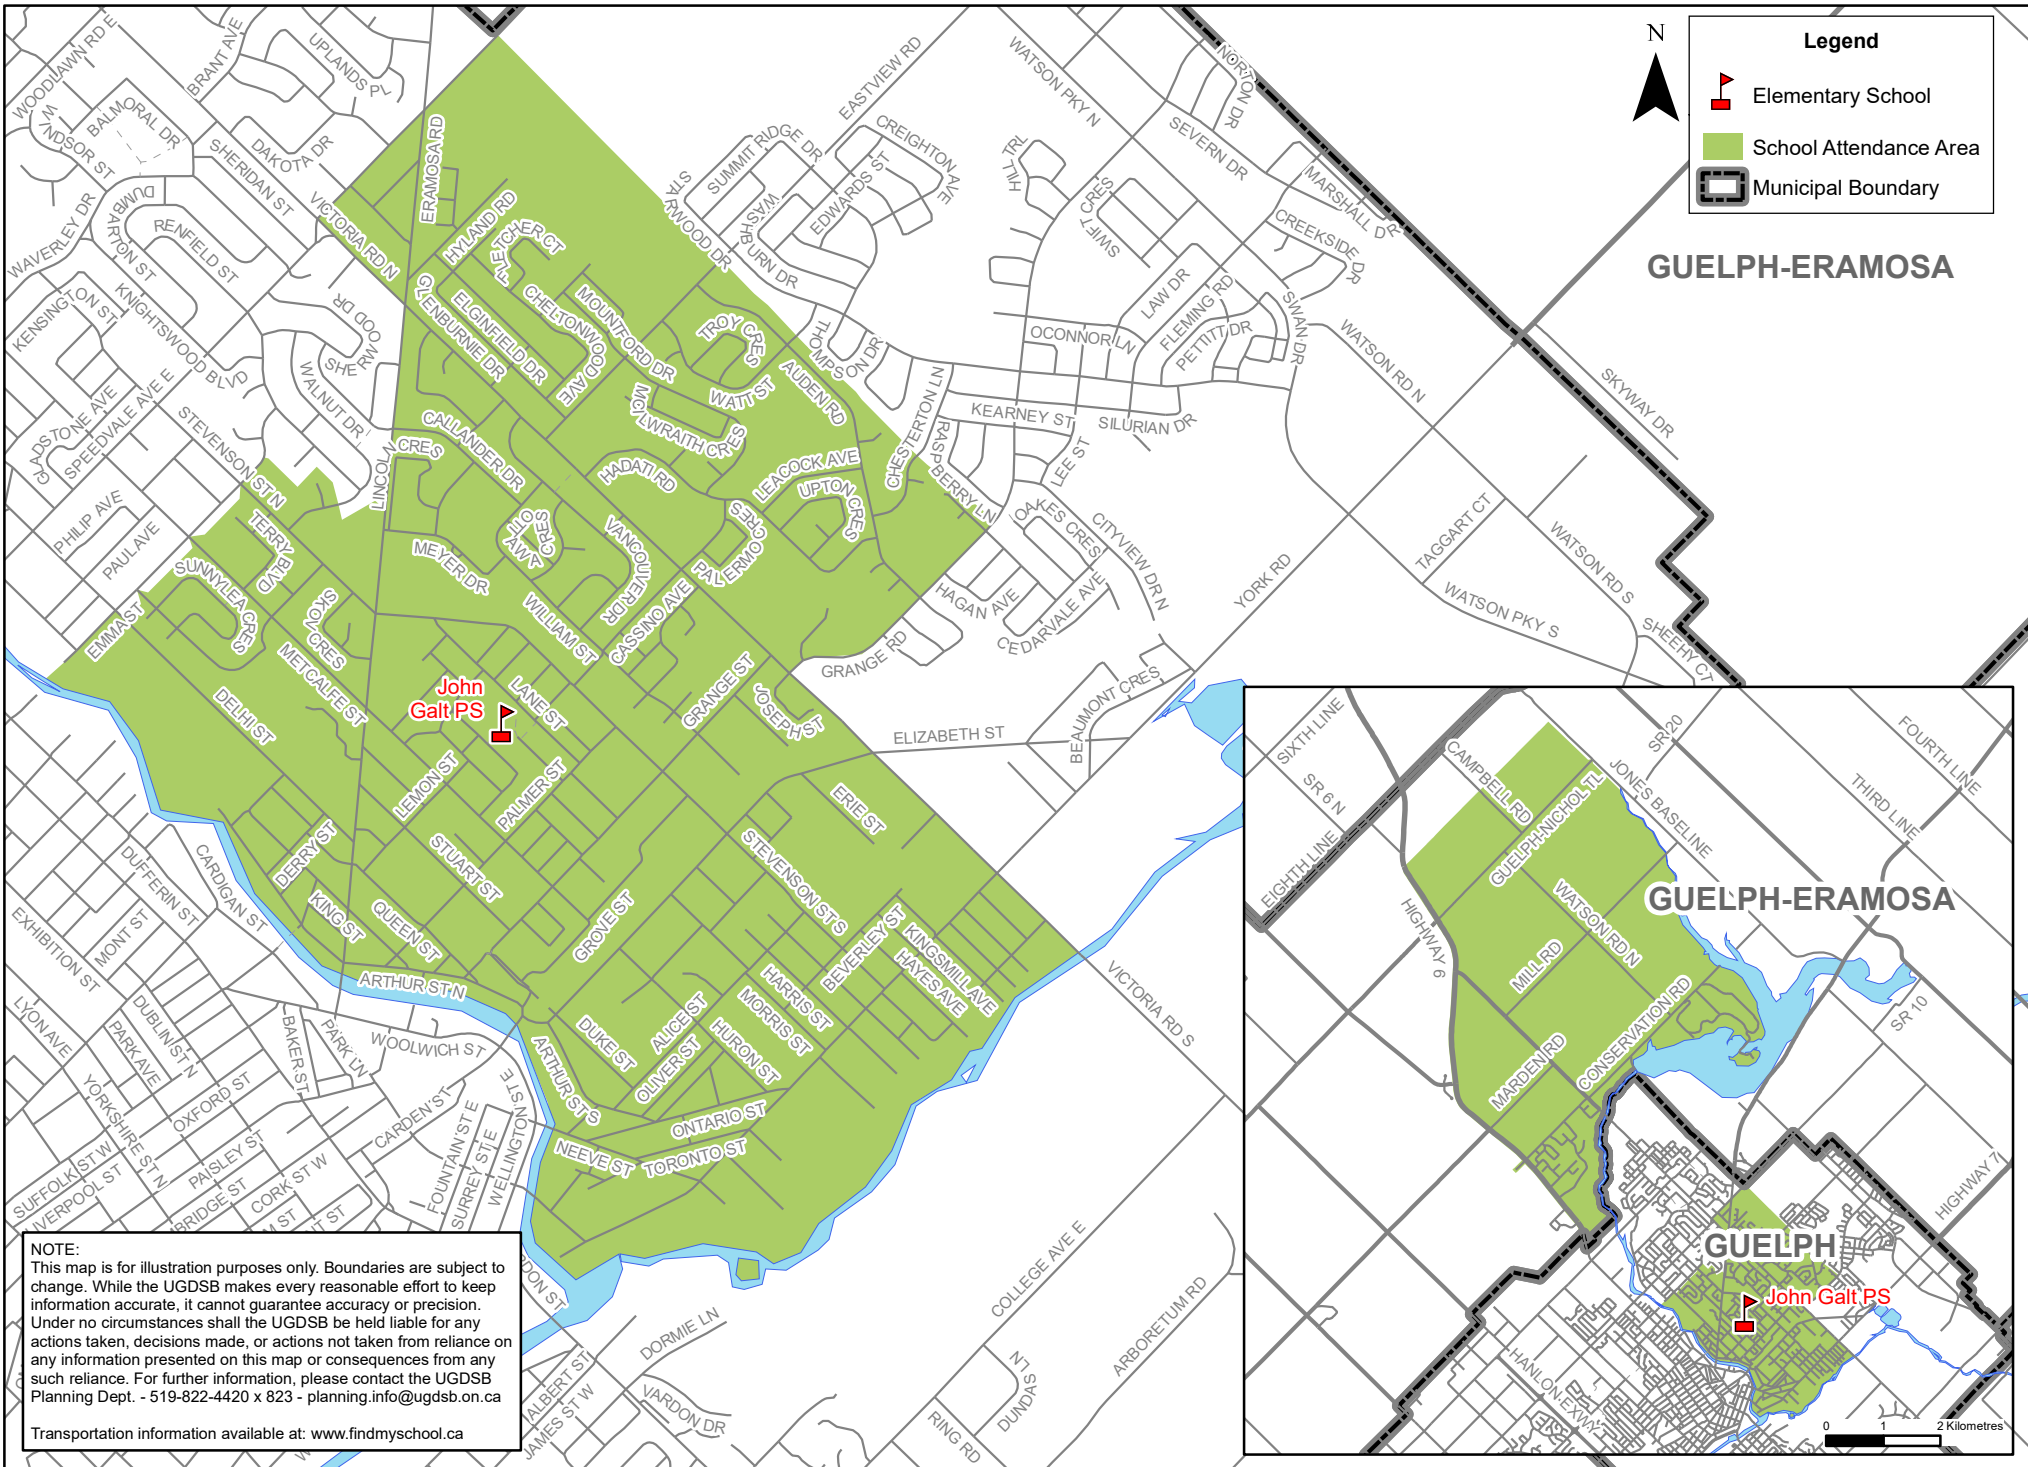 WOODLAWN RD E
BRANT AVE
UPLANDS PL
WINDSOR ST
BALMORAL DR
DAKOTA DR
SHERIDAN ST
ERAMOSA RD
VICTORIA RD N
DUMBARTON ST
RENFIELD ST
WAVERLEY DR
KENSINGTON ST
KNIGHTSWOOD BLVD
SHERWOOD DR
WALNUT DR
GLADSTONE AVE
SPEEDVALE AVE E
STEVENSON ST N
PHILIP AVE
PAUL AVE
LINCOLN CRES
HYLAND RD
FLETCHER CT
GLENBURNIE DR
ELGINFIELD DR
CHELTONWOOD AVE
MOUNTFORD DR
TROY CRES
WATT ST
AUDEN RD
MCILWRAITH CRES
CALLANDER DR
HADATI RD
LEACOCK AVE
UPTON CRES
PALERMO CRES
OTTAWA CRES
VANCOUVER DR
MEYER DR
WILLIAM ST
CASSINO AVE
EASTVIEW RD
WATSON PKY N
NORTON DR
SEVERN DR
MARSHALL DR
CREEKSIDE DR
STARWOOD DR
SUMMIT RIDGE DR
WASHBURN DR
EDWARDS ST
CREIGHTON AVE
HILL TRL
SWIFT CRES
LAW DR
FLEMING RD
PETTITT DR
OCONNOR LN
SWAN DR
WATSON RD N
THOMPSON DR
CHESTERTON LN
RASPBERRY LN
KEARNEY ST
SILURIAN DR
LEE ST
OAKES CRES
CITYVIEW DR N
HAGAN AVE
CEDARVALE AVE
GRANGE RD
YORK RD
SKYWAY DR
TAGGART CT
WATSON RD S
WATSON PKY S
SHEEHY CT
BEAUMONT CRES
ELIZABETH ST
EMMA ST
SUNNYLEA CRES
TERRY BLVD
SKOV CRES
METCALFE ST
DELHI ST
John
Galt PS
LANE ST
GRANGE ST
JOSEPH ST
LEMON ST
PALMER ST
DERRY ST
STUART ST
KING ST
QUEEN ST
GROVE ST
STEVENSON ST S
ERIE ST
BEVERLEY ST
KINGSMILL AVE
HAYES AVE
HARRIS ST
MORRIS ST
HURON ST
ALICE ST
OLIVER ST
DUKE ST
ARTHUR ST N
ARTHUR ST S
ONTARIO ST
TORONTO ST
NEEVE ST
VICTORIA RD S
CARDIGAN ST
DUFFERIN ST
MONT ST
EXHIBITION ST
LYON AVE
PARK AVE
DUBLIN ST N
BAKER ST
PARK LN
WOOLWICH ST
YORKSHIRE ST N
OXFORD ST
CARDEN ST
FOUNTAIN ST E
SURREY ST E
WELLINGTON ST E
SUFFOLK ST W
LIVERPOOL ST
PAISLEY ST
CORK ST W
BRIDGE ST
GORDON ST
DORMIE LN
VARDON DR
ALBERT ST
JAMES ST W
COLLEGE AVE E
ARBORETUM RD
DUNDAS LN
RING RD
N
Legend
Elementary School
School Attendance Area
Municipal Boundary
GUELPH-ERAMOSA
SIXTH LINE
SR 6 N
EIGHTH LINE
CAMPBELL RD
GUELPH-NICHOL TL
JONES BASELINE
SR 20
FOURTH LINE
THIRD LINE
GUELPH-ERAMOSA
HIGHWAY 6
WATSON RD N
MILL RD
CONSERVATION RD
MARDEN RD
SR 10
HIGHWAY 7
GUELPH
John Galt PS
HANLON EXWY
0 1 2 Kilometres
NOTE:
This map is for illustration purposes only. Boundaries are subject to
change. While the UGDSB makes every reasonable effort to keep
information accurate, it cannot guarantee accuracy or precision.
Under no circumstances shall the UGDSB be held liable for any
actions taken, decisions made, or actions not taken from reliance on
any information presented on this map or consequences from any
such reliance. For further information, please contact the UGDSB
Planning Dept. - 519-822-4420 x 823 - planning.info@ugdsb.on.ca
Transportation information available at: www.findmyschool.ca